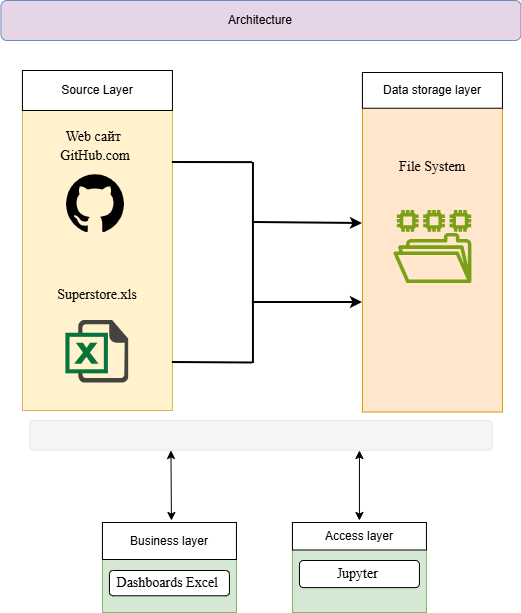 Architecture
Source Layer
Data storage layer
Web сайт
GitHub.com
File System
Superstore.xls
X
Business layer
Access layer
Dashboards Excel
Jupyter